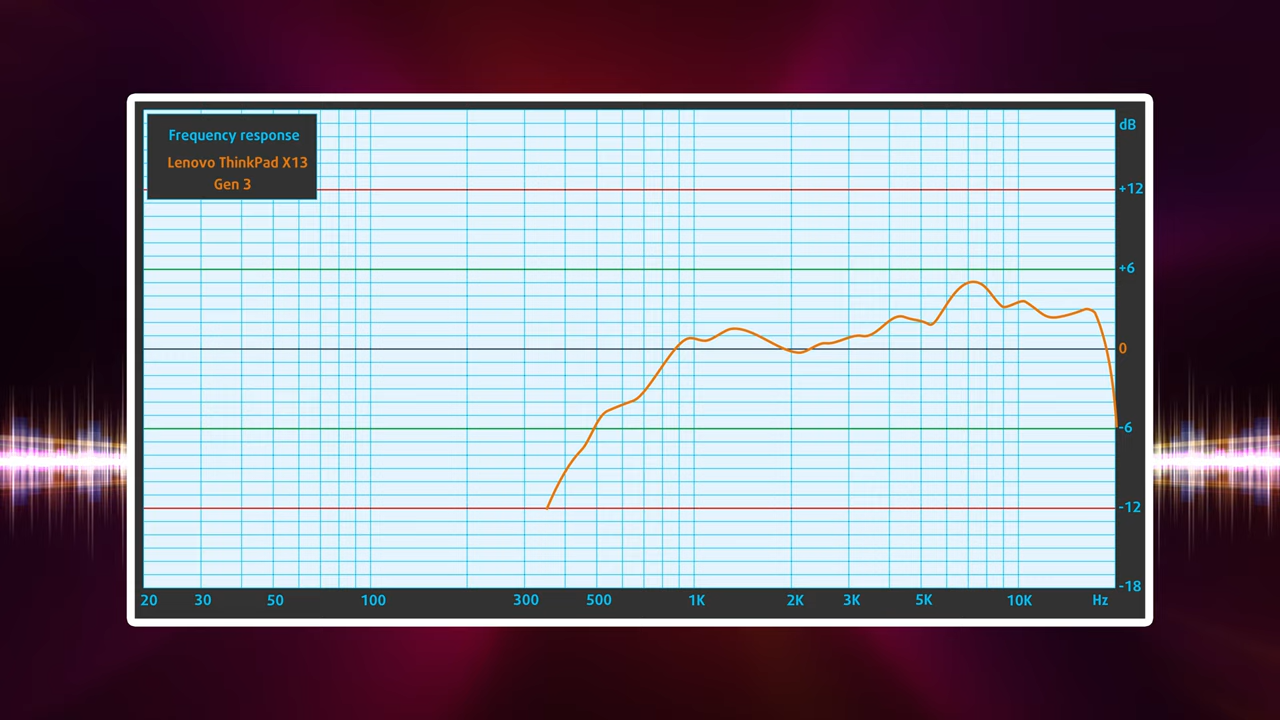 Frequency response
Lenovo ThinkPad X13
Gen 3
dB
+12
+6
0
-6
-12
-18
20 30 50 100 300 500 1K 2K 3K 5K 10K Hz